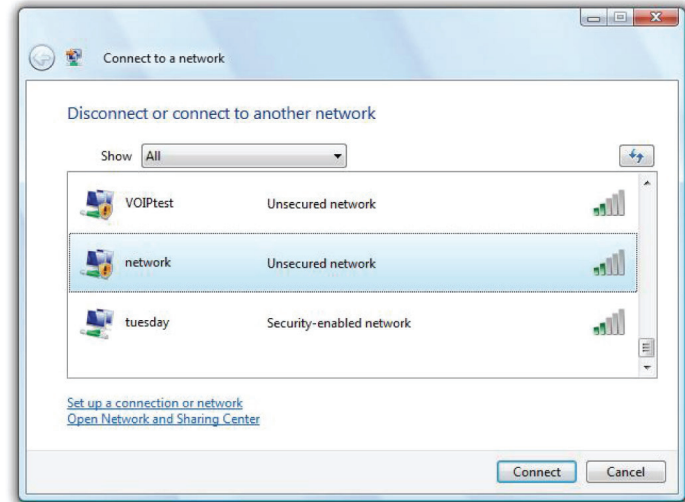 Connect to a network
Disconnect or connect to another network
Show All
VOIPtest Unsecured network
network Unsecured network
tuesday Security-enabled network
Set up a connection or network
Open Network and Sharing Center
Connect Cancel